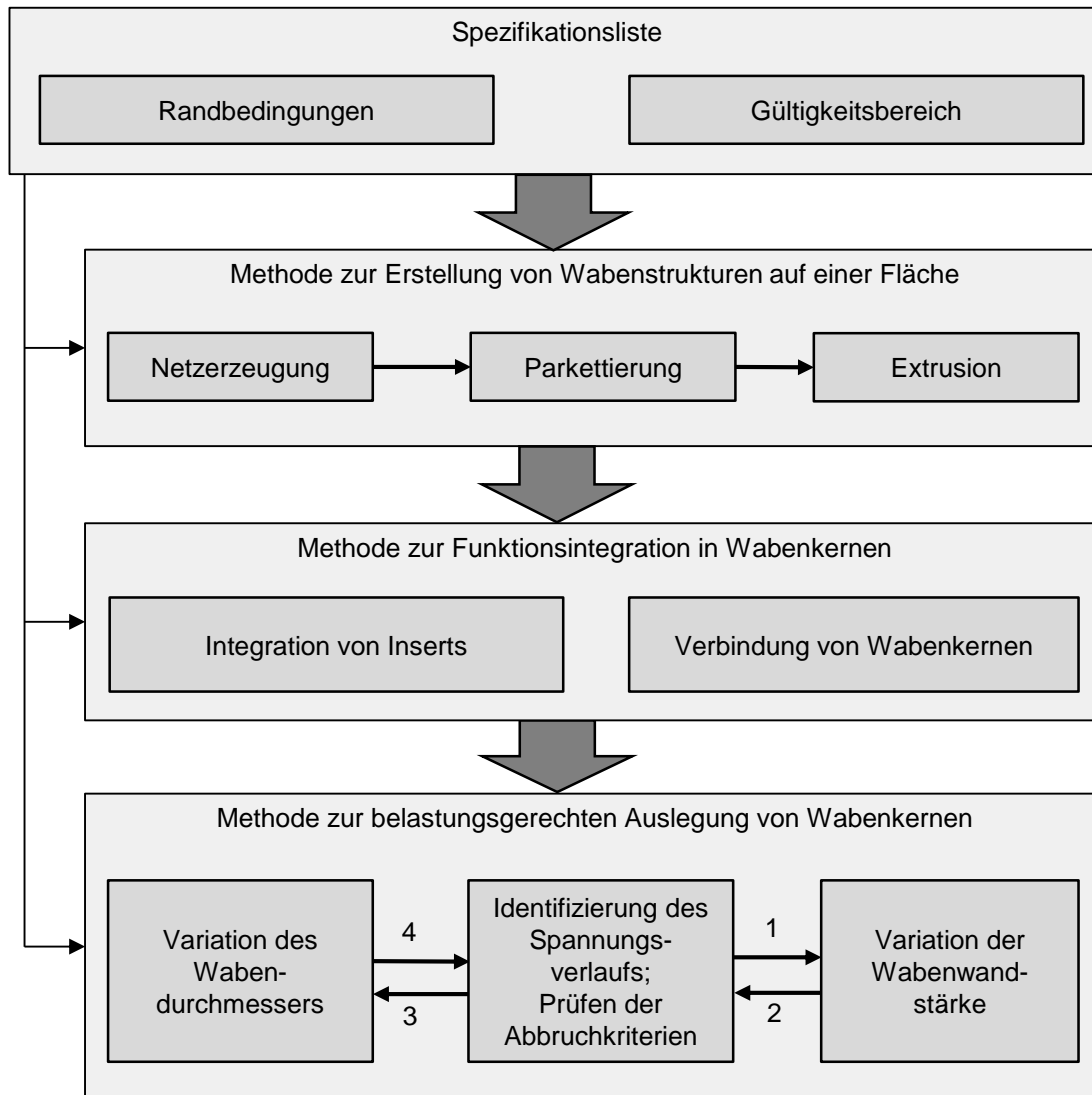 Spezifikationsliste
Randbedingungen
Gültigkeitsbereich
Methode zur Erstellung von Wabenstrukturen auf einer Fläche
Netzerzeugung
Parkettierung
Extrusion
Methode zur Funktionsintegration in Wabenkernen
Integration von Inserts
Verbindung von Wabenkernen
Methode zur belastungsgerechten Auslegung von Wabenkernen
Variation des
Waben-
durchmessers
4
3
Identifizierung des
Spannungs-
verlaufs;
Prüfen der
Abbruchkriterien
1
2
Variation der
Wabenwand-
stärke